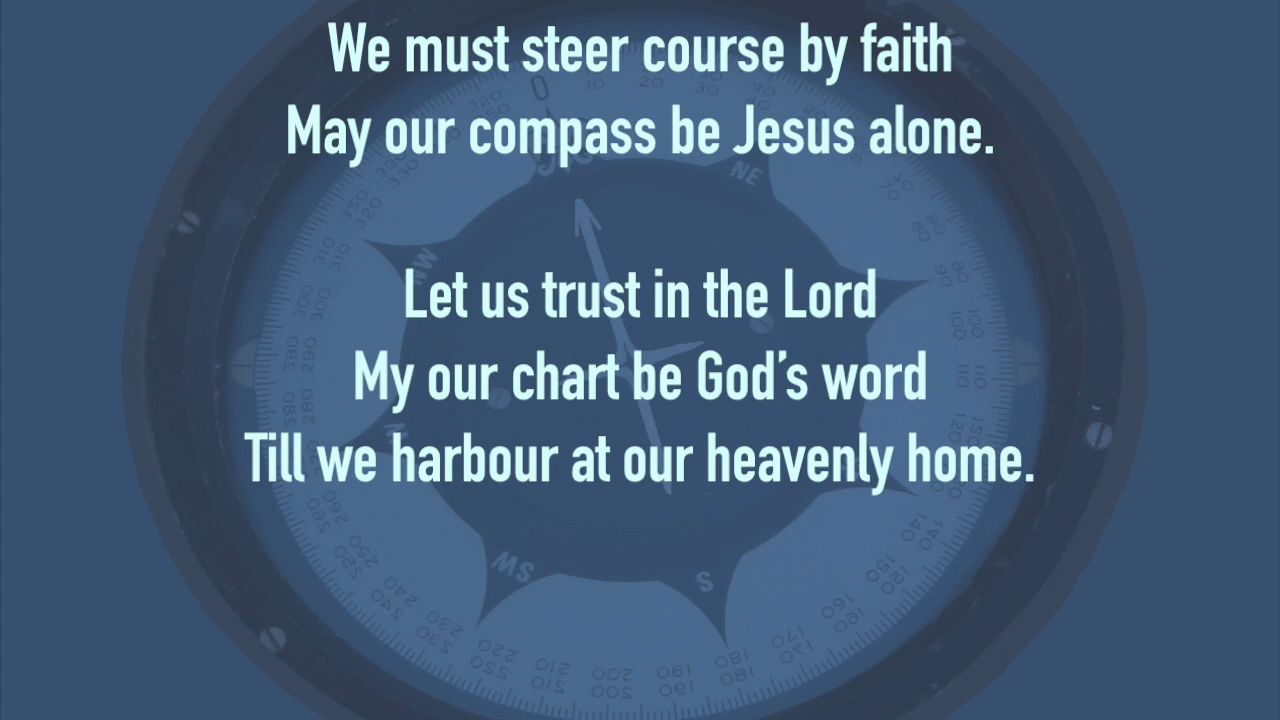 We must steer course by faith
May our compass be Jesus alone.
Let us trust in the Lord
My our chart be God's word
Till we harbour at our heavenly home.